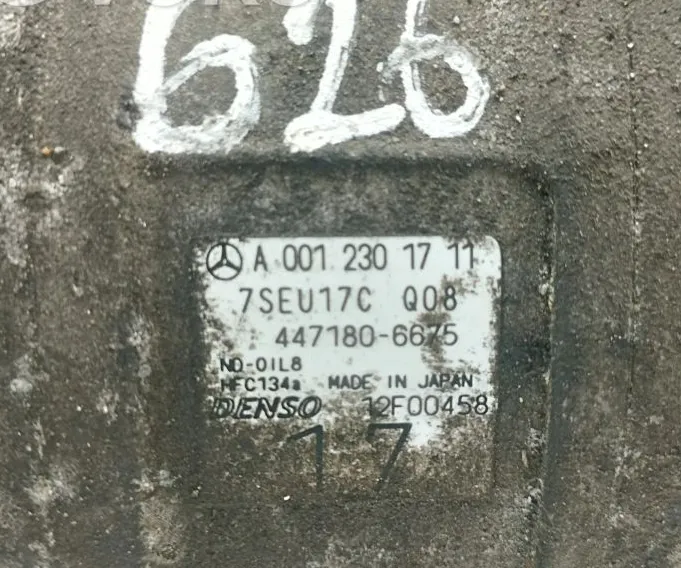 626
A 001 230 17 11
7SEU17C Q08
447180-6675
ND-OIL8
HFC134a MADE IN JAPAN
DENSO 12F00458
17